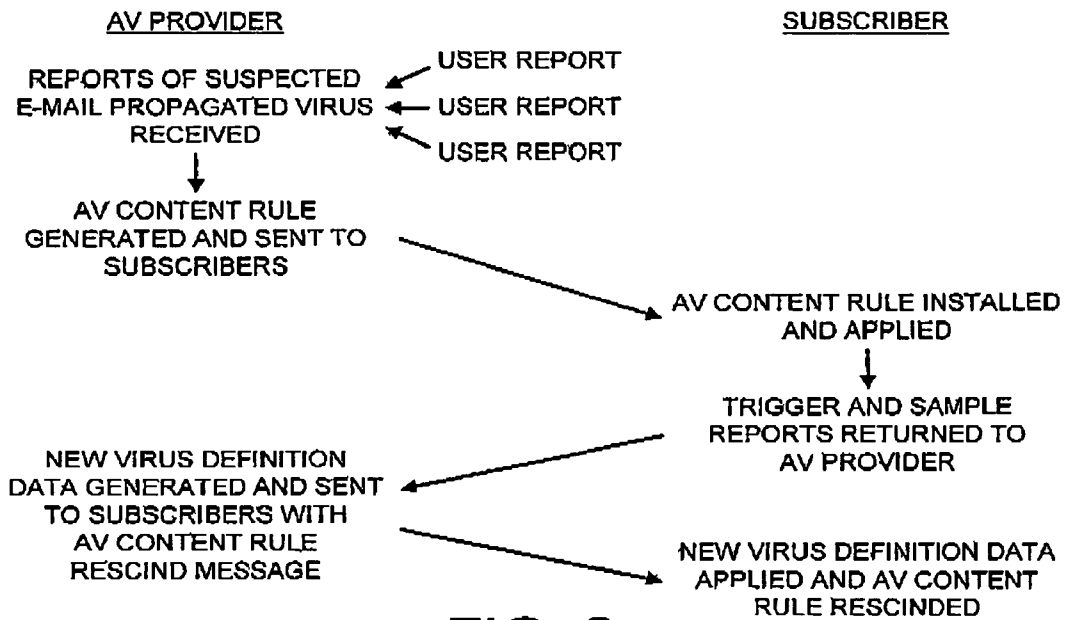 AV PROVIDER
SUBSCRIBER
REPORTS OF SUSPECTED
E-MAIL PROPAGATED VIRUS
RECEIVED
USER REPORT
USER REPORT
USER REPORT
AV CONTENT RULE
GENERATED AND SENT TO
SUBSCRIBERS
AV CONTENT RULE INSTALLED
AND APPLIED
TRIGGER AND SAMPLE
REPORTS RETURNED TO
AV PROVIDER
NEW VIRUS DEFINITION
DATA GENERATED AND SENT
TO SUBSCRIBERS WITH
AV CONTENT RULE
RESCIND MESSAGE
NEW VIRUS DEFINITION DATA
APPLIED AND AV CONTENT
RULE RESCINDED